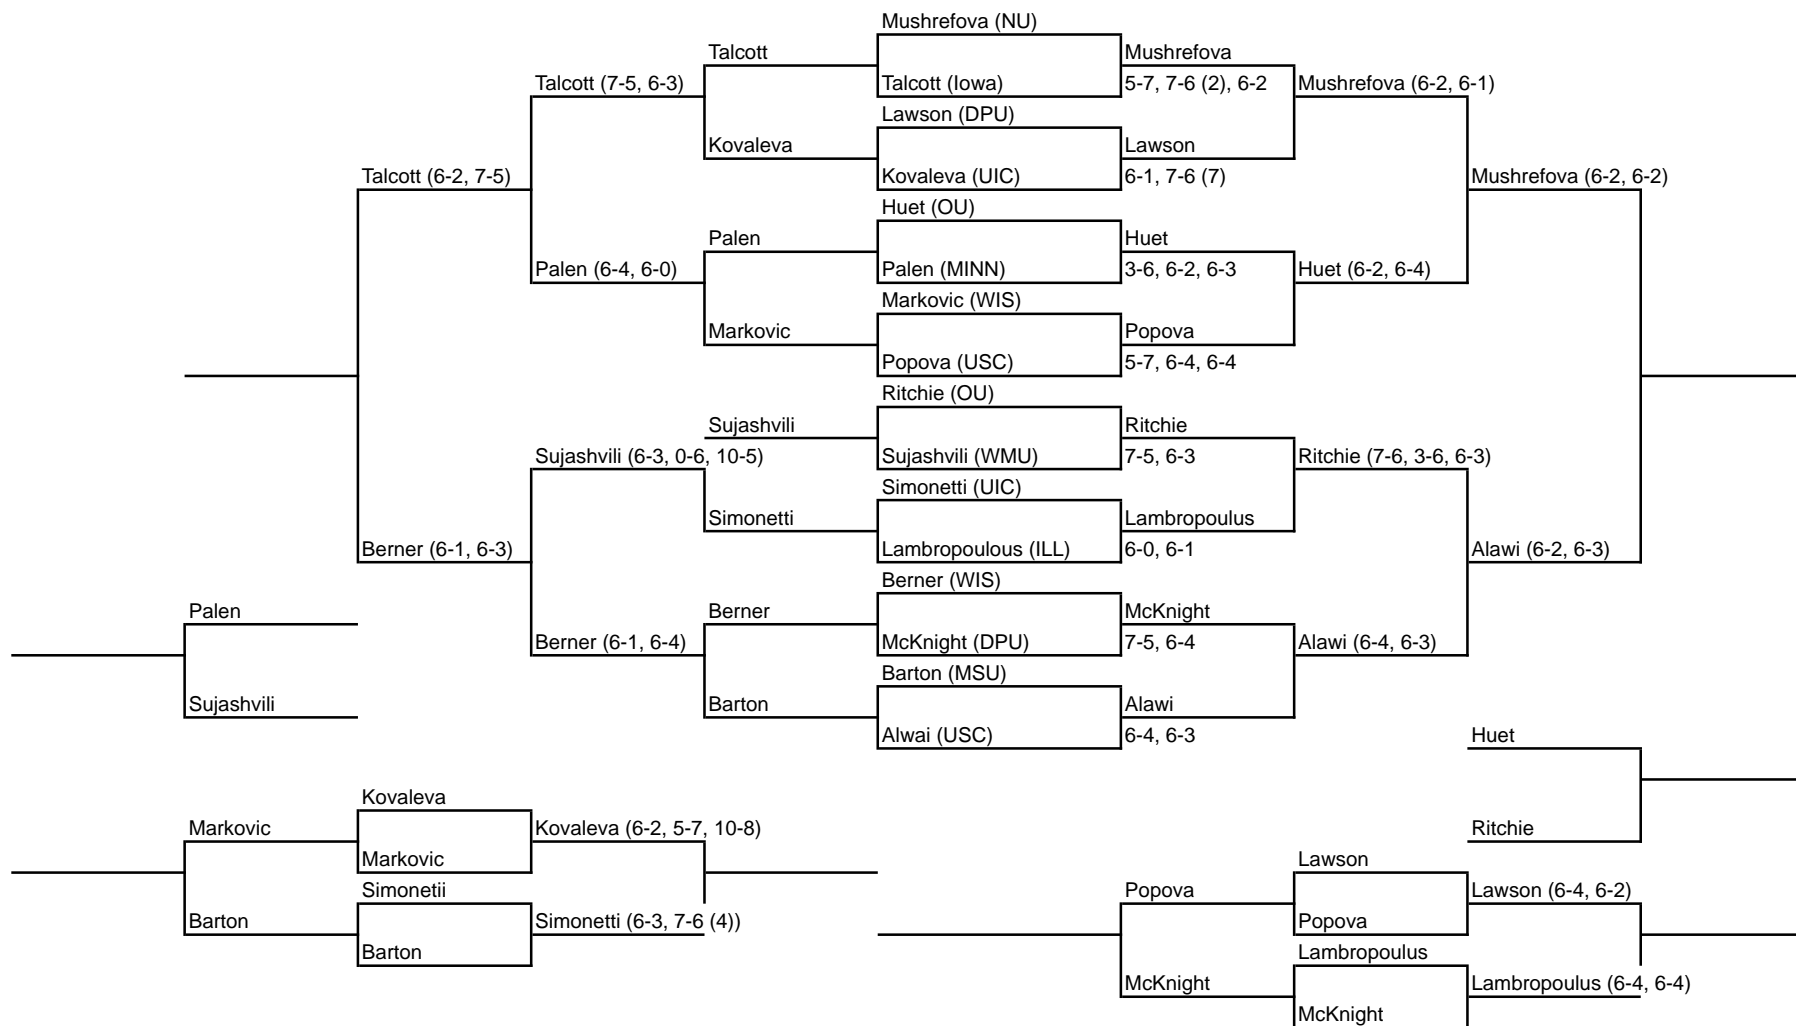 Mushrefova (NU)
Talcott
Mushrefova
Talcott (7-5, 6-3)
Talcott (Iowa)
5-7, 7-6 (2), 6-2
Mushrefova (6-2, 6-1)
Lawson (DPU)
Kovaleva
Lawson
Talcott (6-2, 7-5)
Kovaleva (UIC)
6-1, 7-6 (7)
Mushrefova (6-2, 6-2)
Huet (OU)
Palen
Huet
Palen (6-4, 6-0)
Palen (MINN)
3-6, 6-2, 6-3
Huet (6-2, 6-4)
Markovic (WIS)
Markovic
Popova
Popova (USC)
5-7, 6-4, 6-4
Ritchie (OU)
Sujashvili
Ritchie
Sujashvili (6-3, 0-6, 10-5)
Sujashvili (WMU)
7-5, 6-3
Ritchie (7-6, 3-6, 6-3)
Simonetti (UIC)
Simonetti
Lambropoulus
Berner (6-1, 6-3)
Lambropoulous (ILL)
6-0, 6-1
Alawi (6-2, 6-3)
Berner (WIS)
Palen
Berner
McKnight
Berner (6-1, 6-4)
McKnight (DPU)
7-5, 6-4
Alawi (6-4, 6-3)
Barton (MSU)
Sujashvili
Barton
Alawi
Alwai (USC)
6-4, 6-3
Huet
Kovaleva
Markovic
Kovaleva (6-2, 5-7, 10-8)
Ritchie
Markovic
Lawson
Simonetii
Popova
Lawson (6-4, 6-2)
Barton
Simonetti (6-3, 7-6 (4))
Popova
Barton
Lambropoulus
McKnight
Lambropoulus (6-4, 6-4)
McKnight